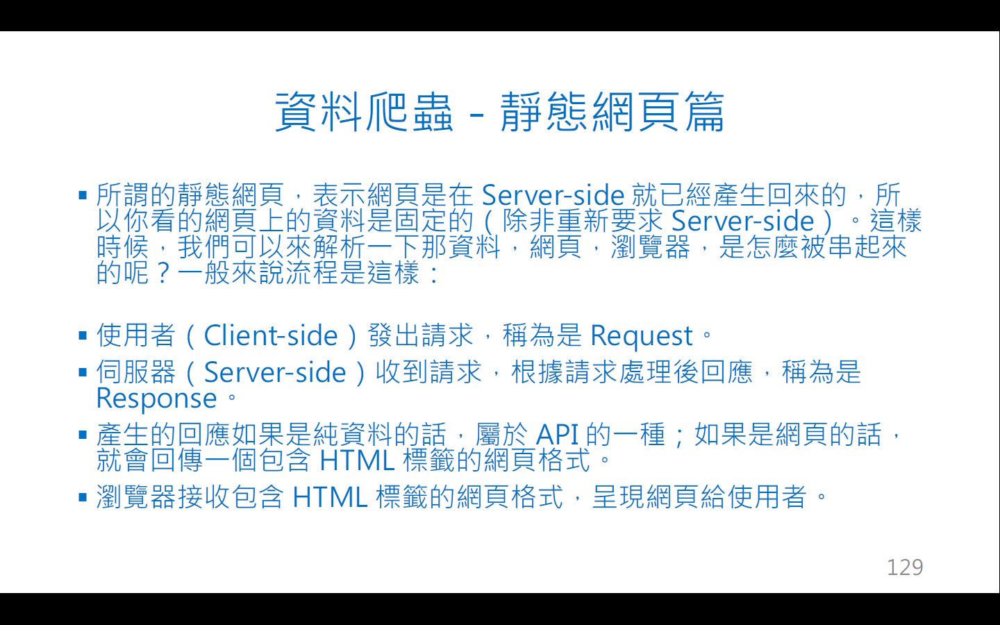 資料爬蟲 - 靜態網頁篇
▪ 所謂的靜態網頁，表示網頁是在 Server-side 就已經產生回來的，所
以你看的網頁上的資料是固定的（除非重新要求 Server-side）。這樣
時候，我們可以來解析一下那資料，網頁，瀏覽器，是怎麼被串起來
的呢？一般來說流程是這樣：
▪ 使用者（Client-side）發出請求，稱為是 Request。
▪ 伺服器（Server-side）收到請求，根據請求處理後回應，稱為是
Response。
▪ 產生的回應如果是純資料的話，屬於 API 的一種；如果是網頁的話，
就會回傳一個包含 HTML 標籤的網頁格式。
▪ 瀏覽器接收包含 HTML 標籤的網頁格式，呈現網頁給使用者。
129